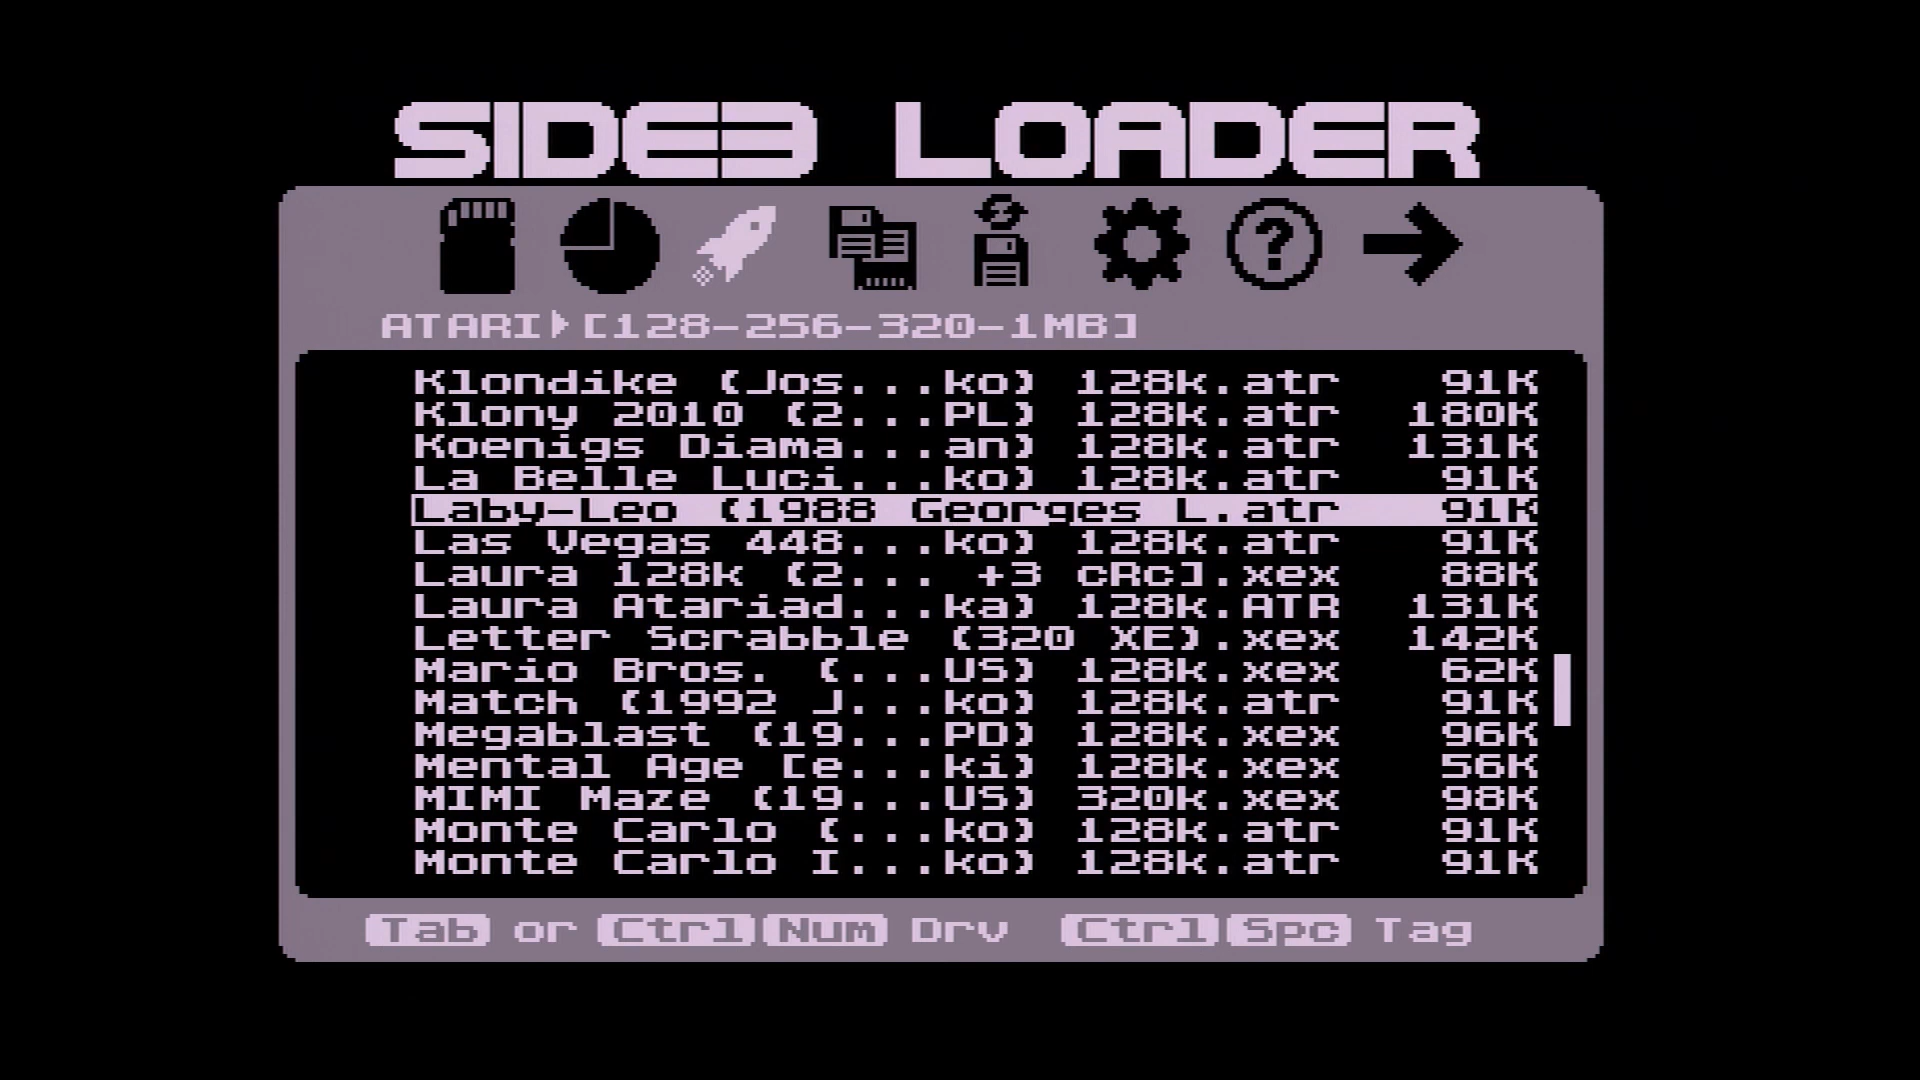 SIDE3 LOADER
ATARI▸[128-256-320-1MB]
Klondike (Jos...ko) 128k.atr 91K
Klony 2010 (2...PL) 128k.atr 180K
Koenigs Diama...an) 128k.atr 131K
La Belle Luci...ko) 128k.atr 91K
Laby-Leo (1988 Georges L.atr 91K
Las Vegas 448...ko) 128k.atr 91K
Laura 128k (2... +3 cRc].xex 88K
Laura Atariad...ka) 128k.ATR 131K
Letter Scrabble (320 XE).xex 142K
Mario Bros. (...US) 128k.xex 62K
Match (1992 J...ko) 128k.atr 91K
Megablast (19...PD) 128k.xex 96K
Mental Age [e...ki) 128k.xex 56K
MIMI Maze (19...US) 320k.xex 98K
Monte Carlo (...ko) 128k.atr 91K
Monte Carlo I...ko) 128k.atr 91K
Tab or Ctrl Num Drv Ctrl Spc Tag